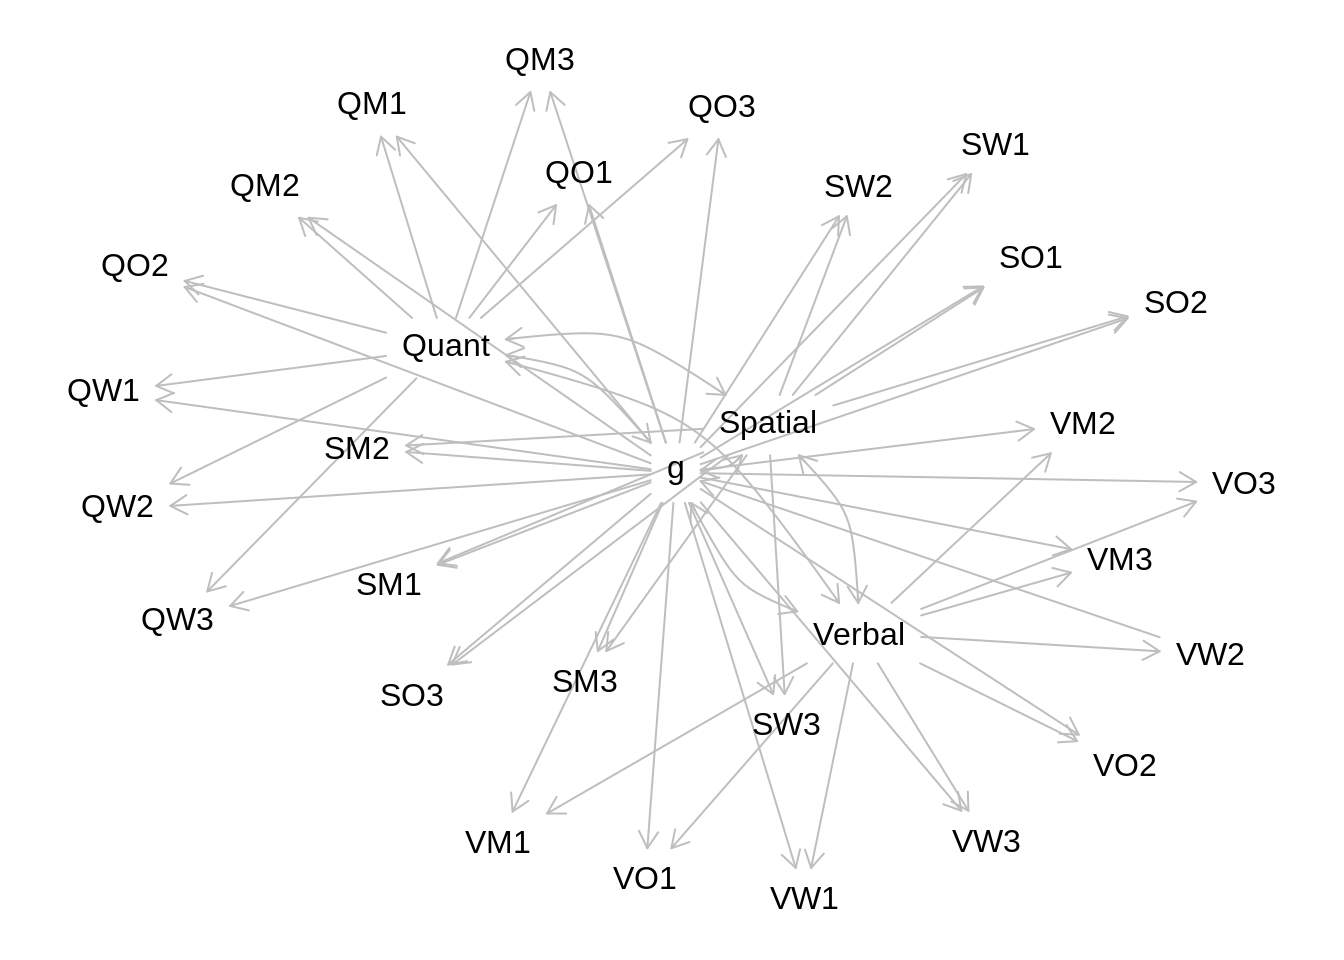 QM3
QM1
QO3
SW1
QO1
QM2
SW2
SO1
QO2
SO2
Quant
QW1
Spatial
VM2
SM2
g
VO3
QW2
VM3
SM1
QW3
Verbal
VW2
SM3
SO3
SW3
VO2
VM1
VW3
VO1
VW1